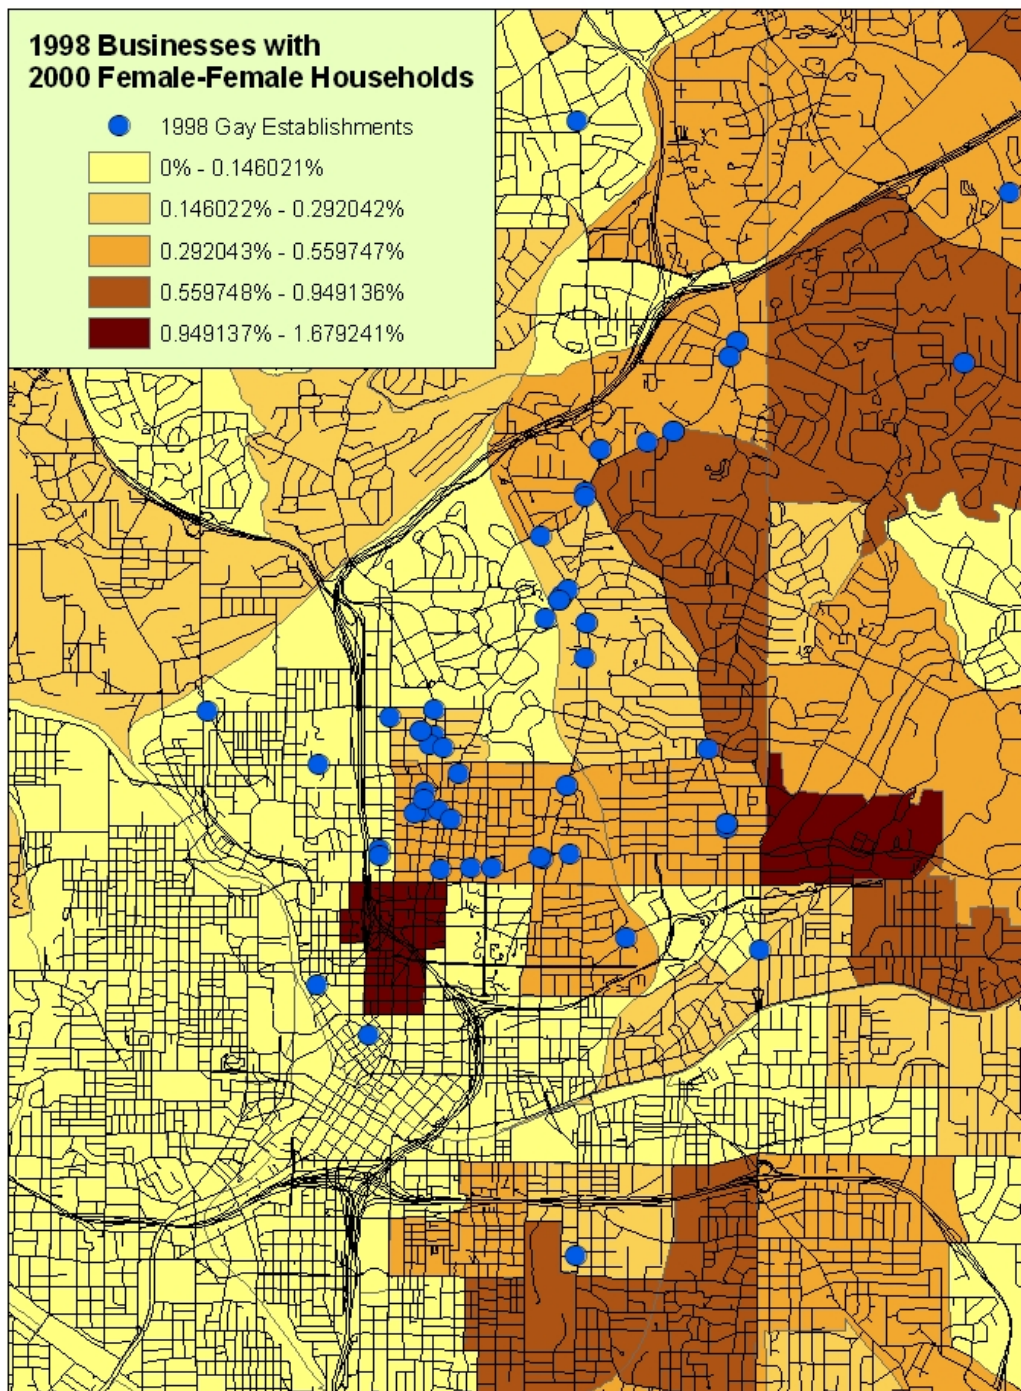 1998 Businesses with
2000 Female-Female Households
1998 Gay Establishments
0% - 0.146021%
0.146022% - 0.292042%
0.292043% - 0.559747%
0.559748% - 0.949136%
0.949137% - 1.679241%